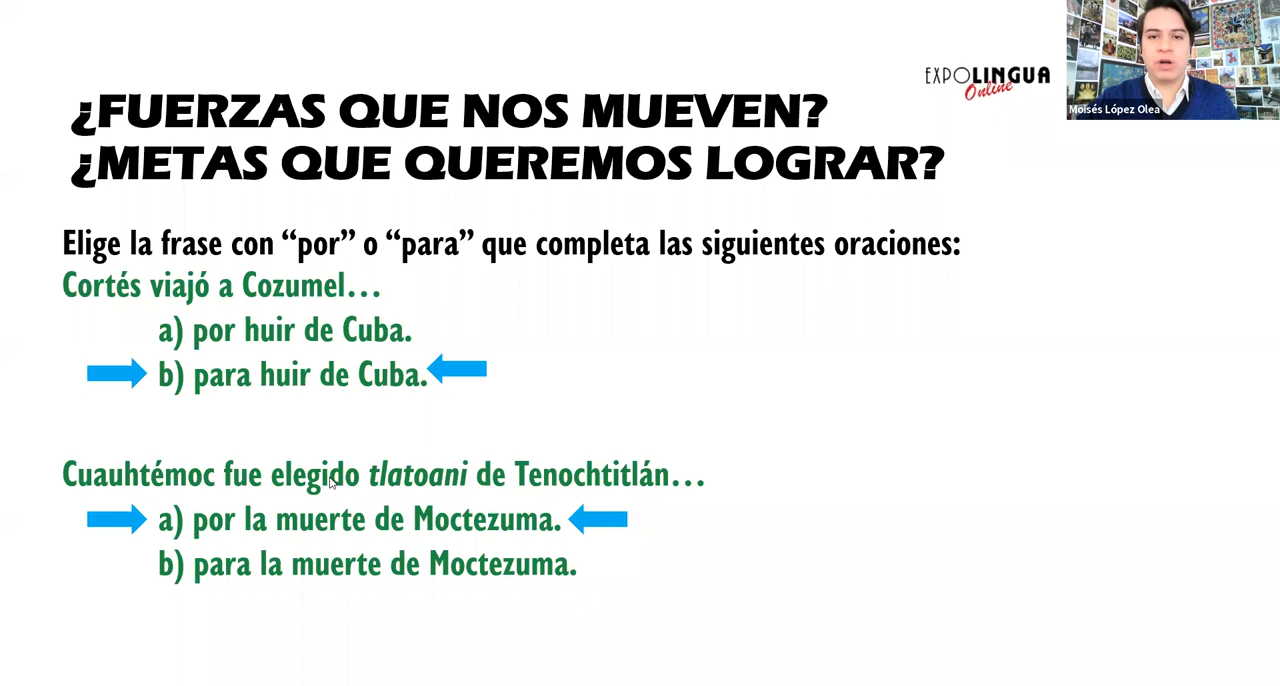 EXPOLINGUA
Online
Moisés López Olea
¿FUERZAS QUE NOS MUEVEN?
¿METAS QUE QUEREMOS LOGRAR?
Elige la frase con “por” o “para” que completa las siguientes oraciones:
Cortés viajó a Cozumel…
a) por huir de Cuba.
b) para huir de Cuba.
Cuauhtémoc fue elegido tlatoani de Tenochtitlán…
a) por la muerte de Moctezuma.
b) para la muerte de Moctezuma.